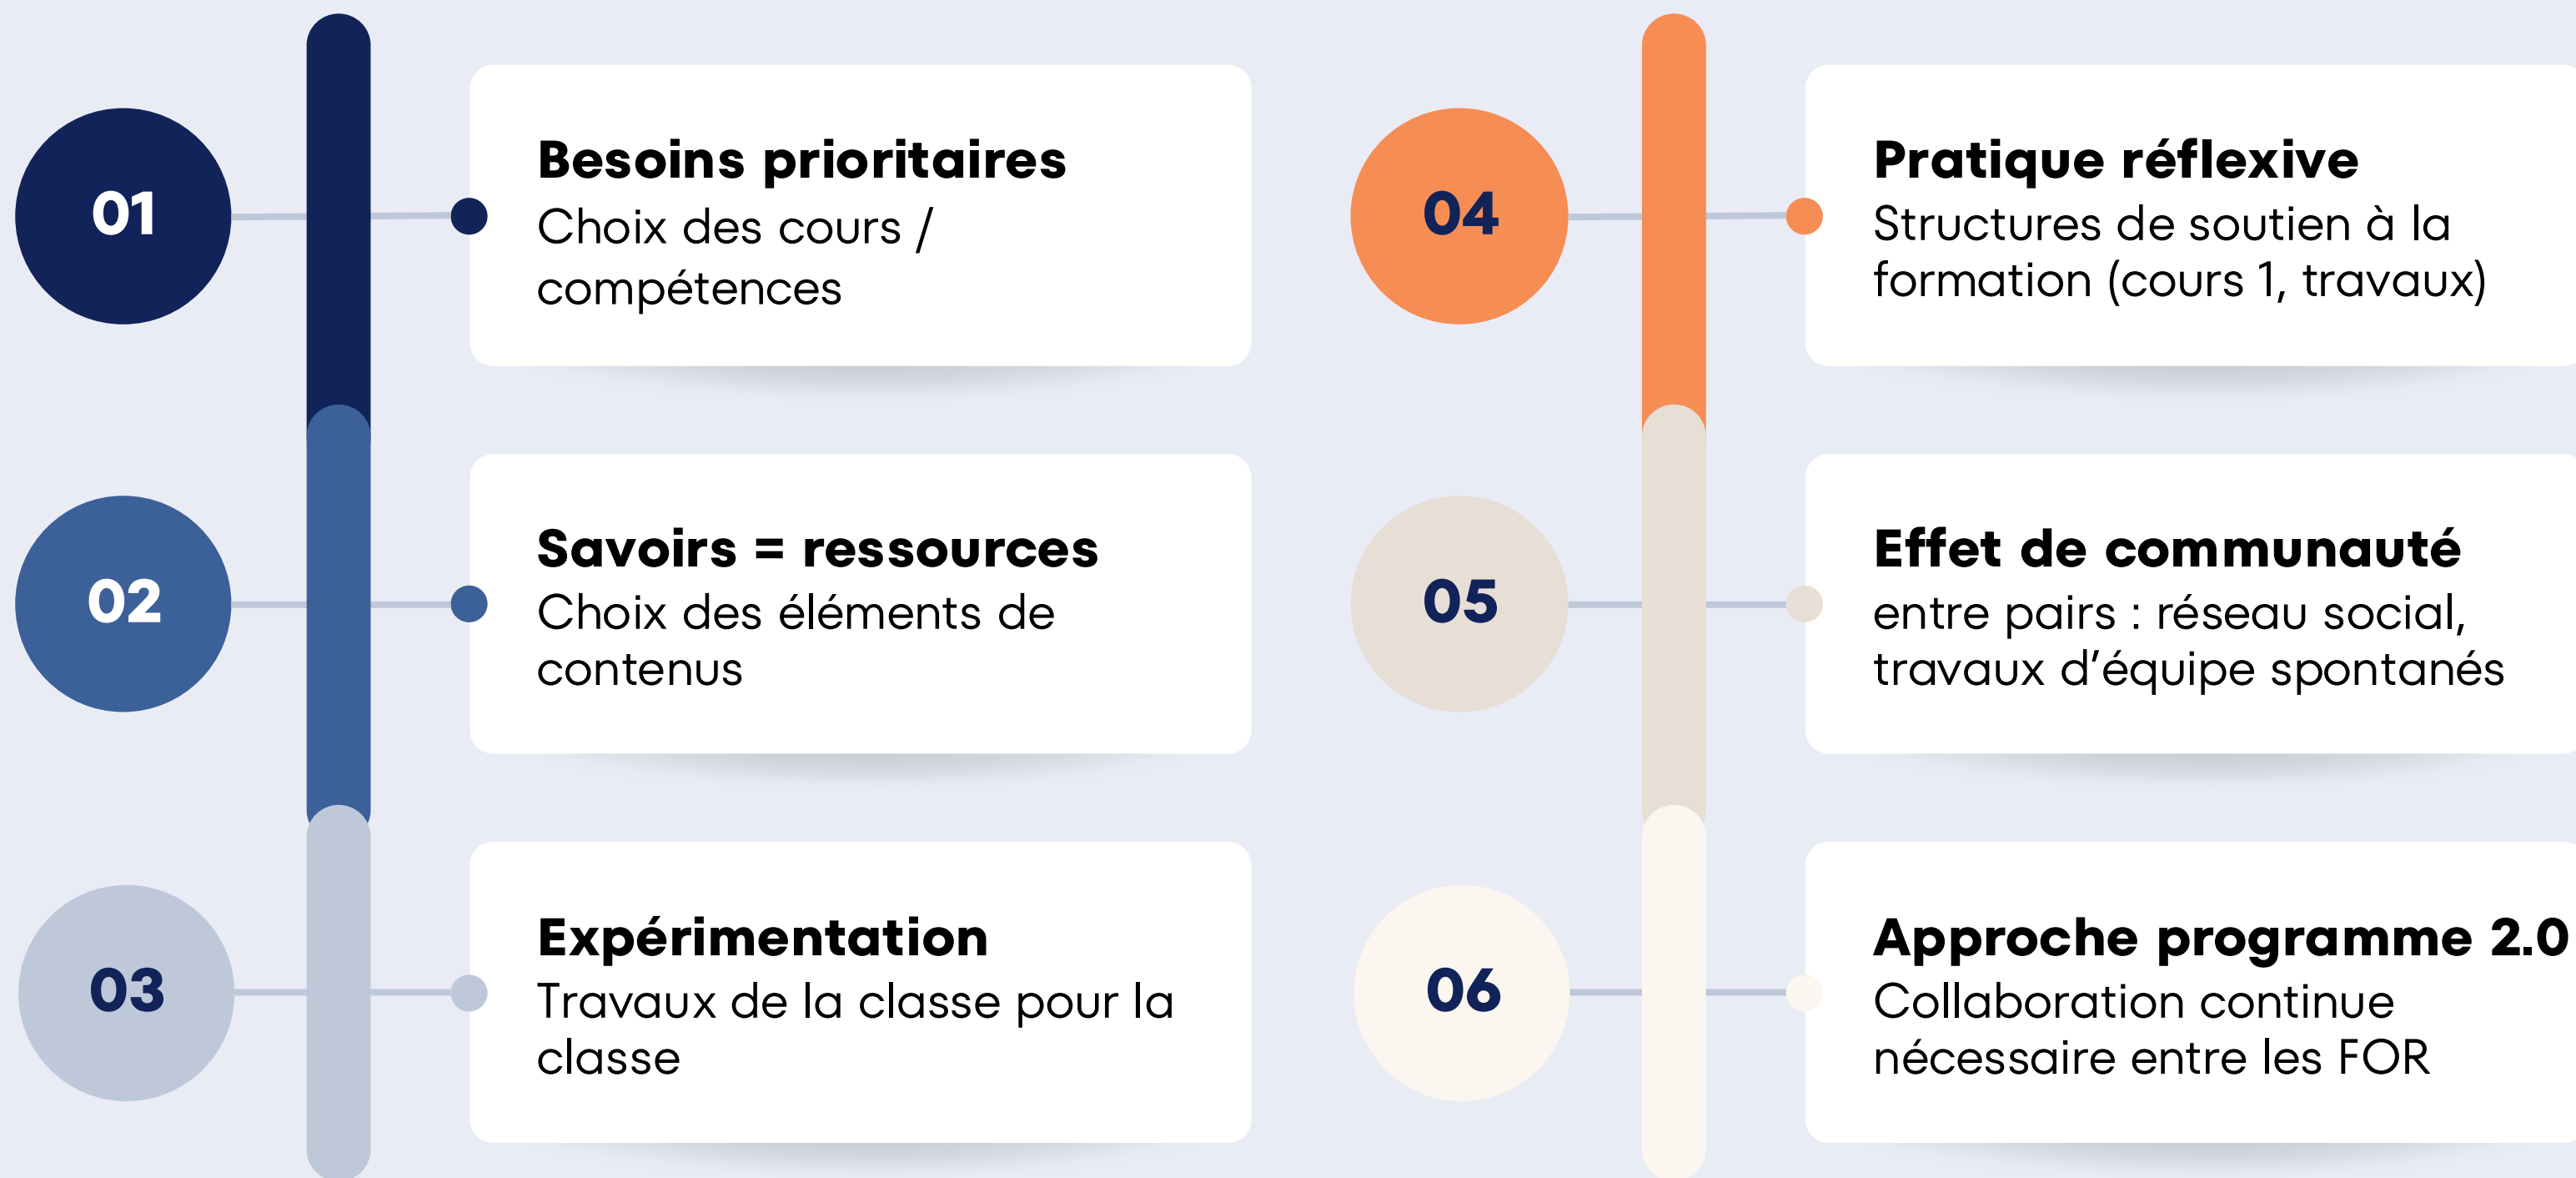 01
Besoins prioritaires
Choix des cours /
compétences
02
Savoirs = ressources
Choix des éléments de
contenus
03
Expérimentation
Travaux de la classe pour la
classe
04
Pratique réflexive
Structures de soutien à la
formation (cours 1, travaux)
05
Effet de communauté
entre pairs : réseau social,
travaux d’équipe spontanés
06
Approche programme 2.0
Collaboration continue
nécessaire entre les FOR